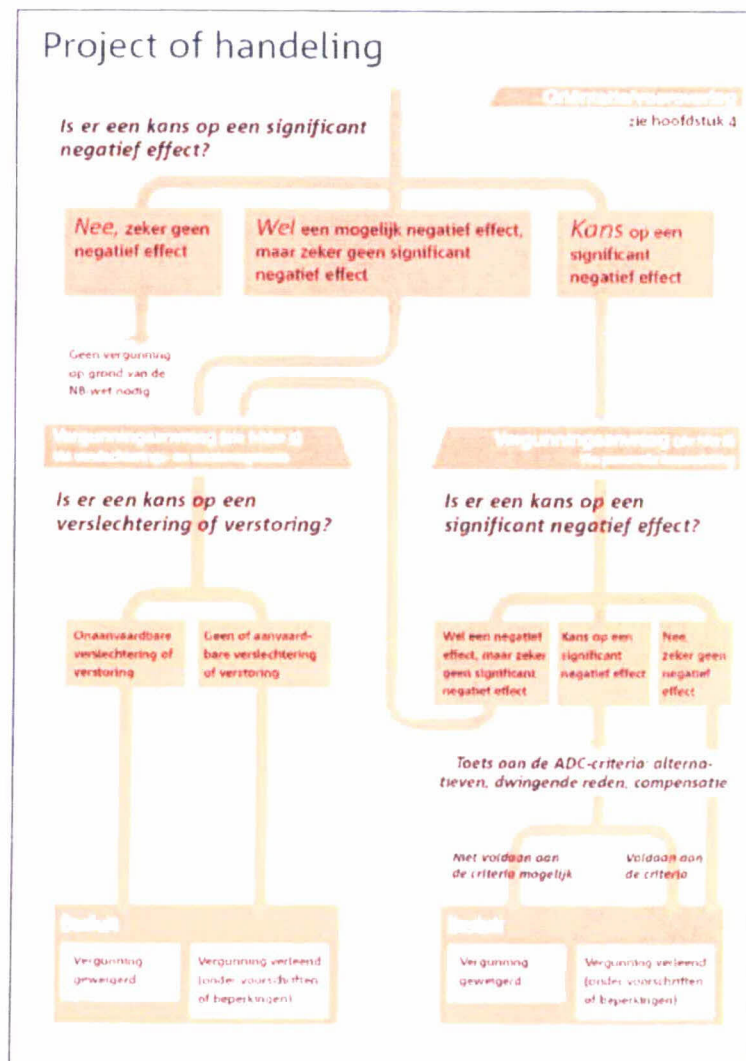 Project of handeling
zie hoofdstuk 4
Is er een kans op een significant
negatief effect?
Nee, zeker geen
negatief effect
Wel een mogelijk negatief effect,
maar zeker geen significant
negatief effect
Kans op een
significant
negatief effect
Geen vergunning
op grond van de
NB-wet nodig
Vergunningaanvraag
Is er een kans op een
verslechtering of verstoring?
Vergunningaanvraag
Is er een kans op een
significant negatief effect?
Onaanvaardbare
verslechtering of
verstoring
Geen of aanvaard-
bare verslechtering
of verstoring
Wel een negatief
effect, maar zeker
geen significant
negatief effect
Kans op een
significant
negatief effect
Nee,
zeker geen
negatief
effect
Toets aan de ADC-criteria: alterna-
tieven, dwingende reden, compensatie
Niet voldaan aan
de criteria mogelijk
Voldaan aan
de criteria
Besluit
Vergunning
geweigerd
Vergunning verleend
(onder voorschriften
of beperkingen)
Besluit
Vergunning
geweigerd
Vergunning verleend
(onder voorschriften
of beperkingen)